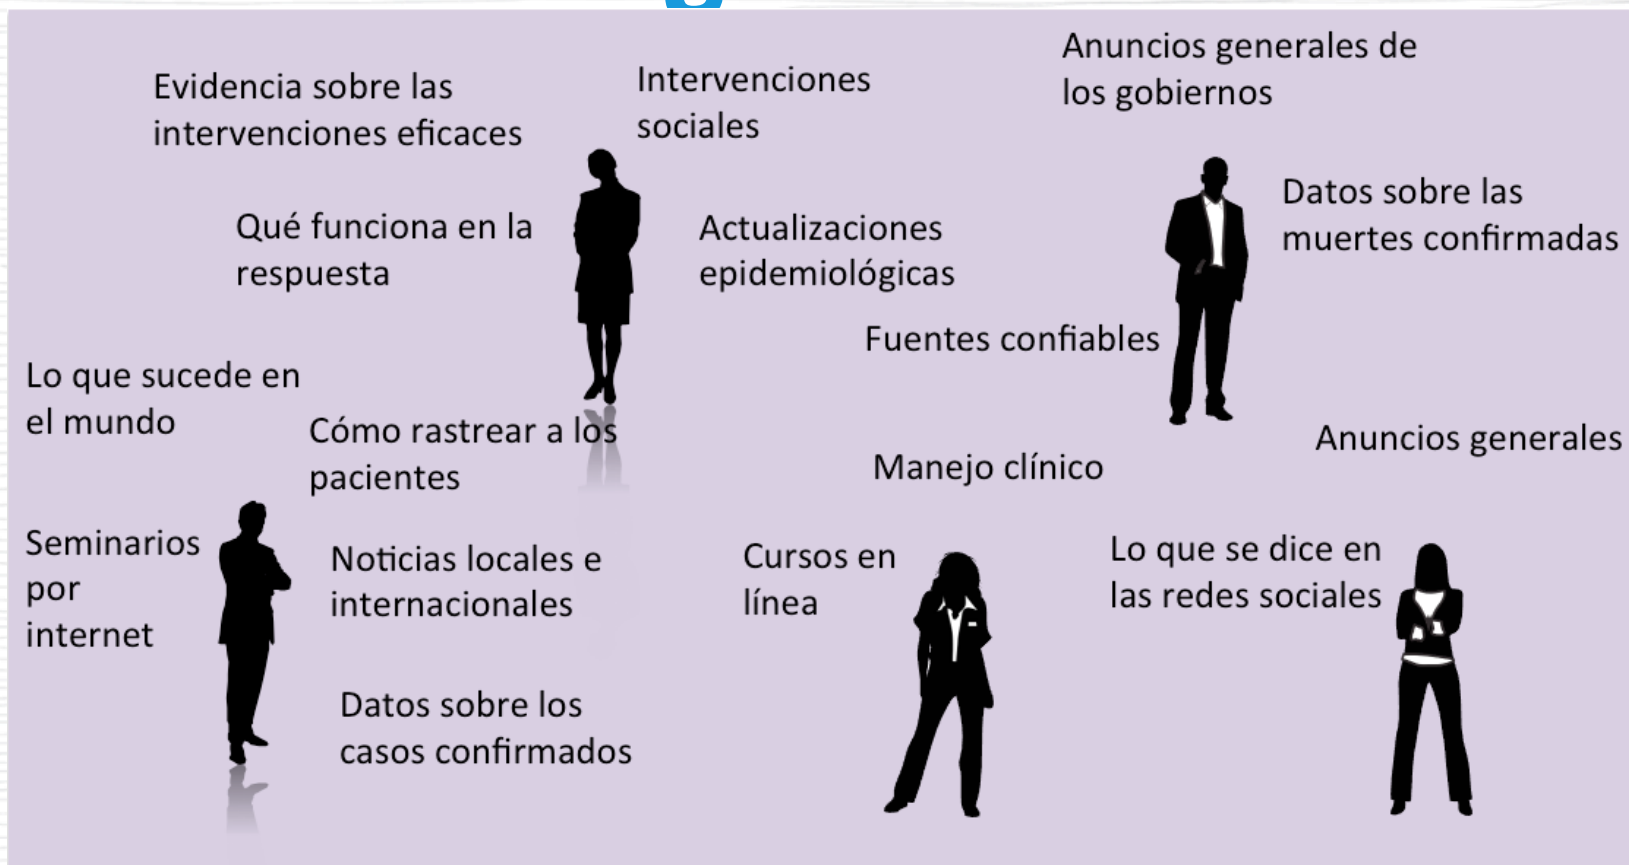 Evidencia sobre las
intervenciones eficaces
Intervenciones
sociales
Anuncios generales de
los gobiernos
Qué funciona en la
respuesta
Actualizaciones
epidemiológicas
Datos sobre las
muertes confirmadas
Fuentes confiables
Lo que sucede en
el mundo
Cómo rastrear a los
pacientes
Manejo clínico
Anuncios generales
Seminarios
por
internet
Noticias locales e
internacionales
Cursos en
línea
Lo que se dice en
las redes sociales
Datos sobre los
casos confirmados